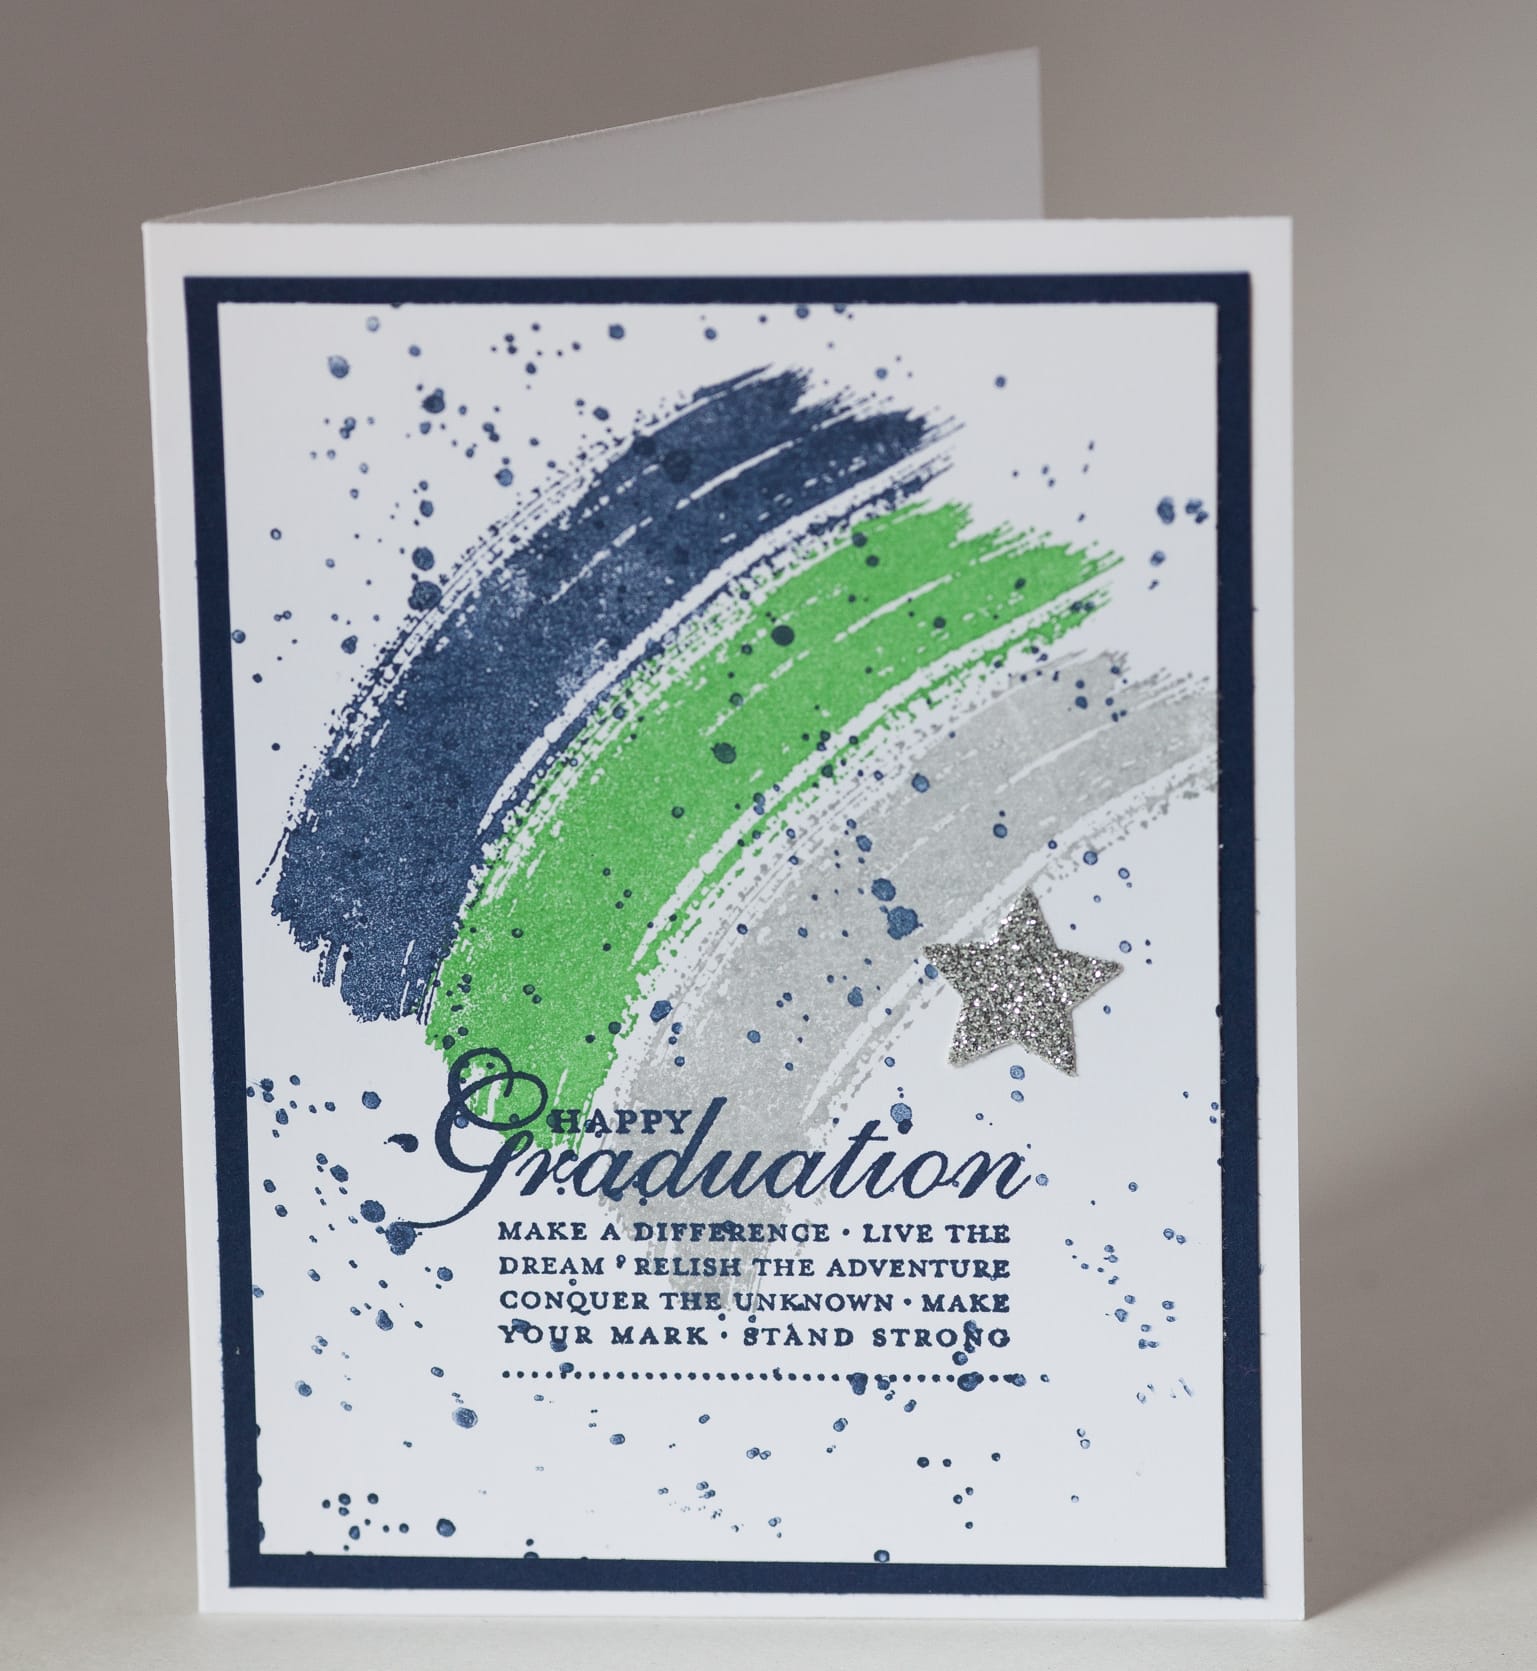 HAPPY
Graduation
MAKE A DIFFERENCE • LIVE THE
DREAM • RELISH THE ADVENTURE
CONQUER THE UNKNOWN • MAKE
YOUR MARK • STAND STRONG